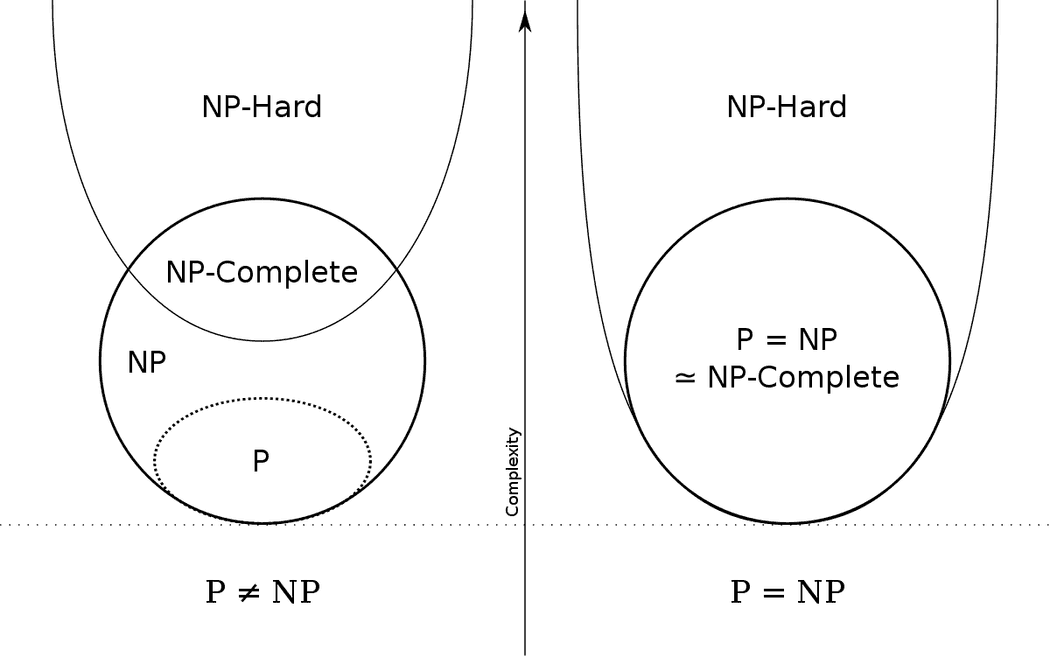 NP-Hard
NP-Complete
NP
P
P ≠ NP
Complexity
NP-Hard
P = NP
≃ NP-Complete
P = NP